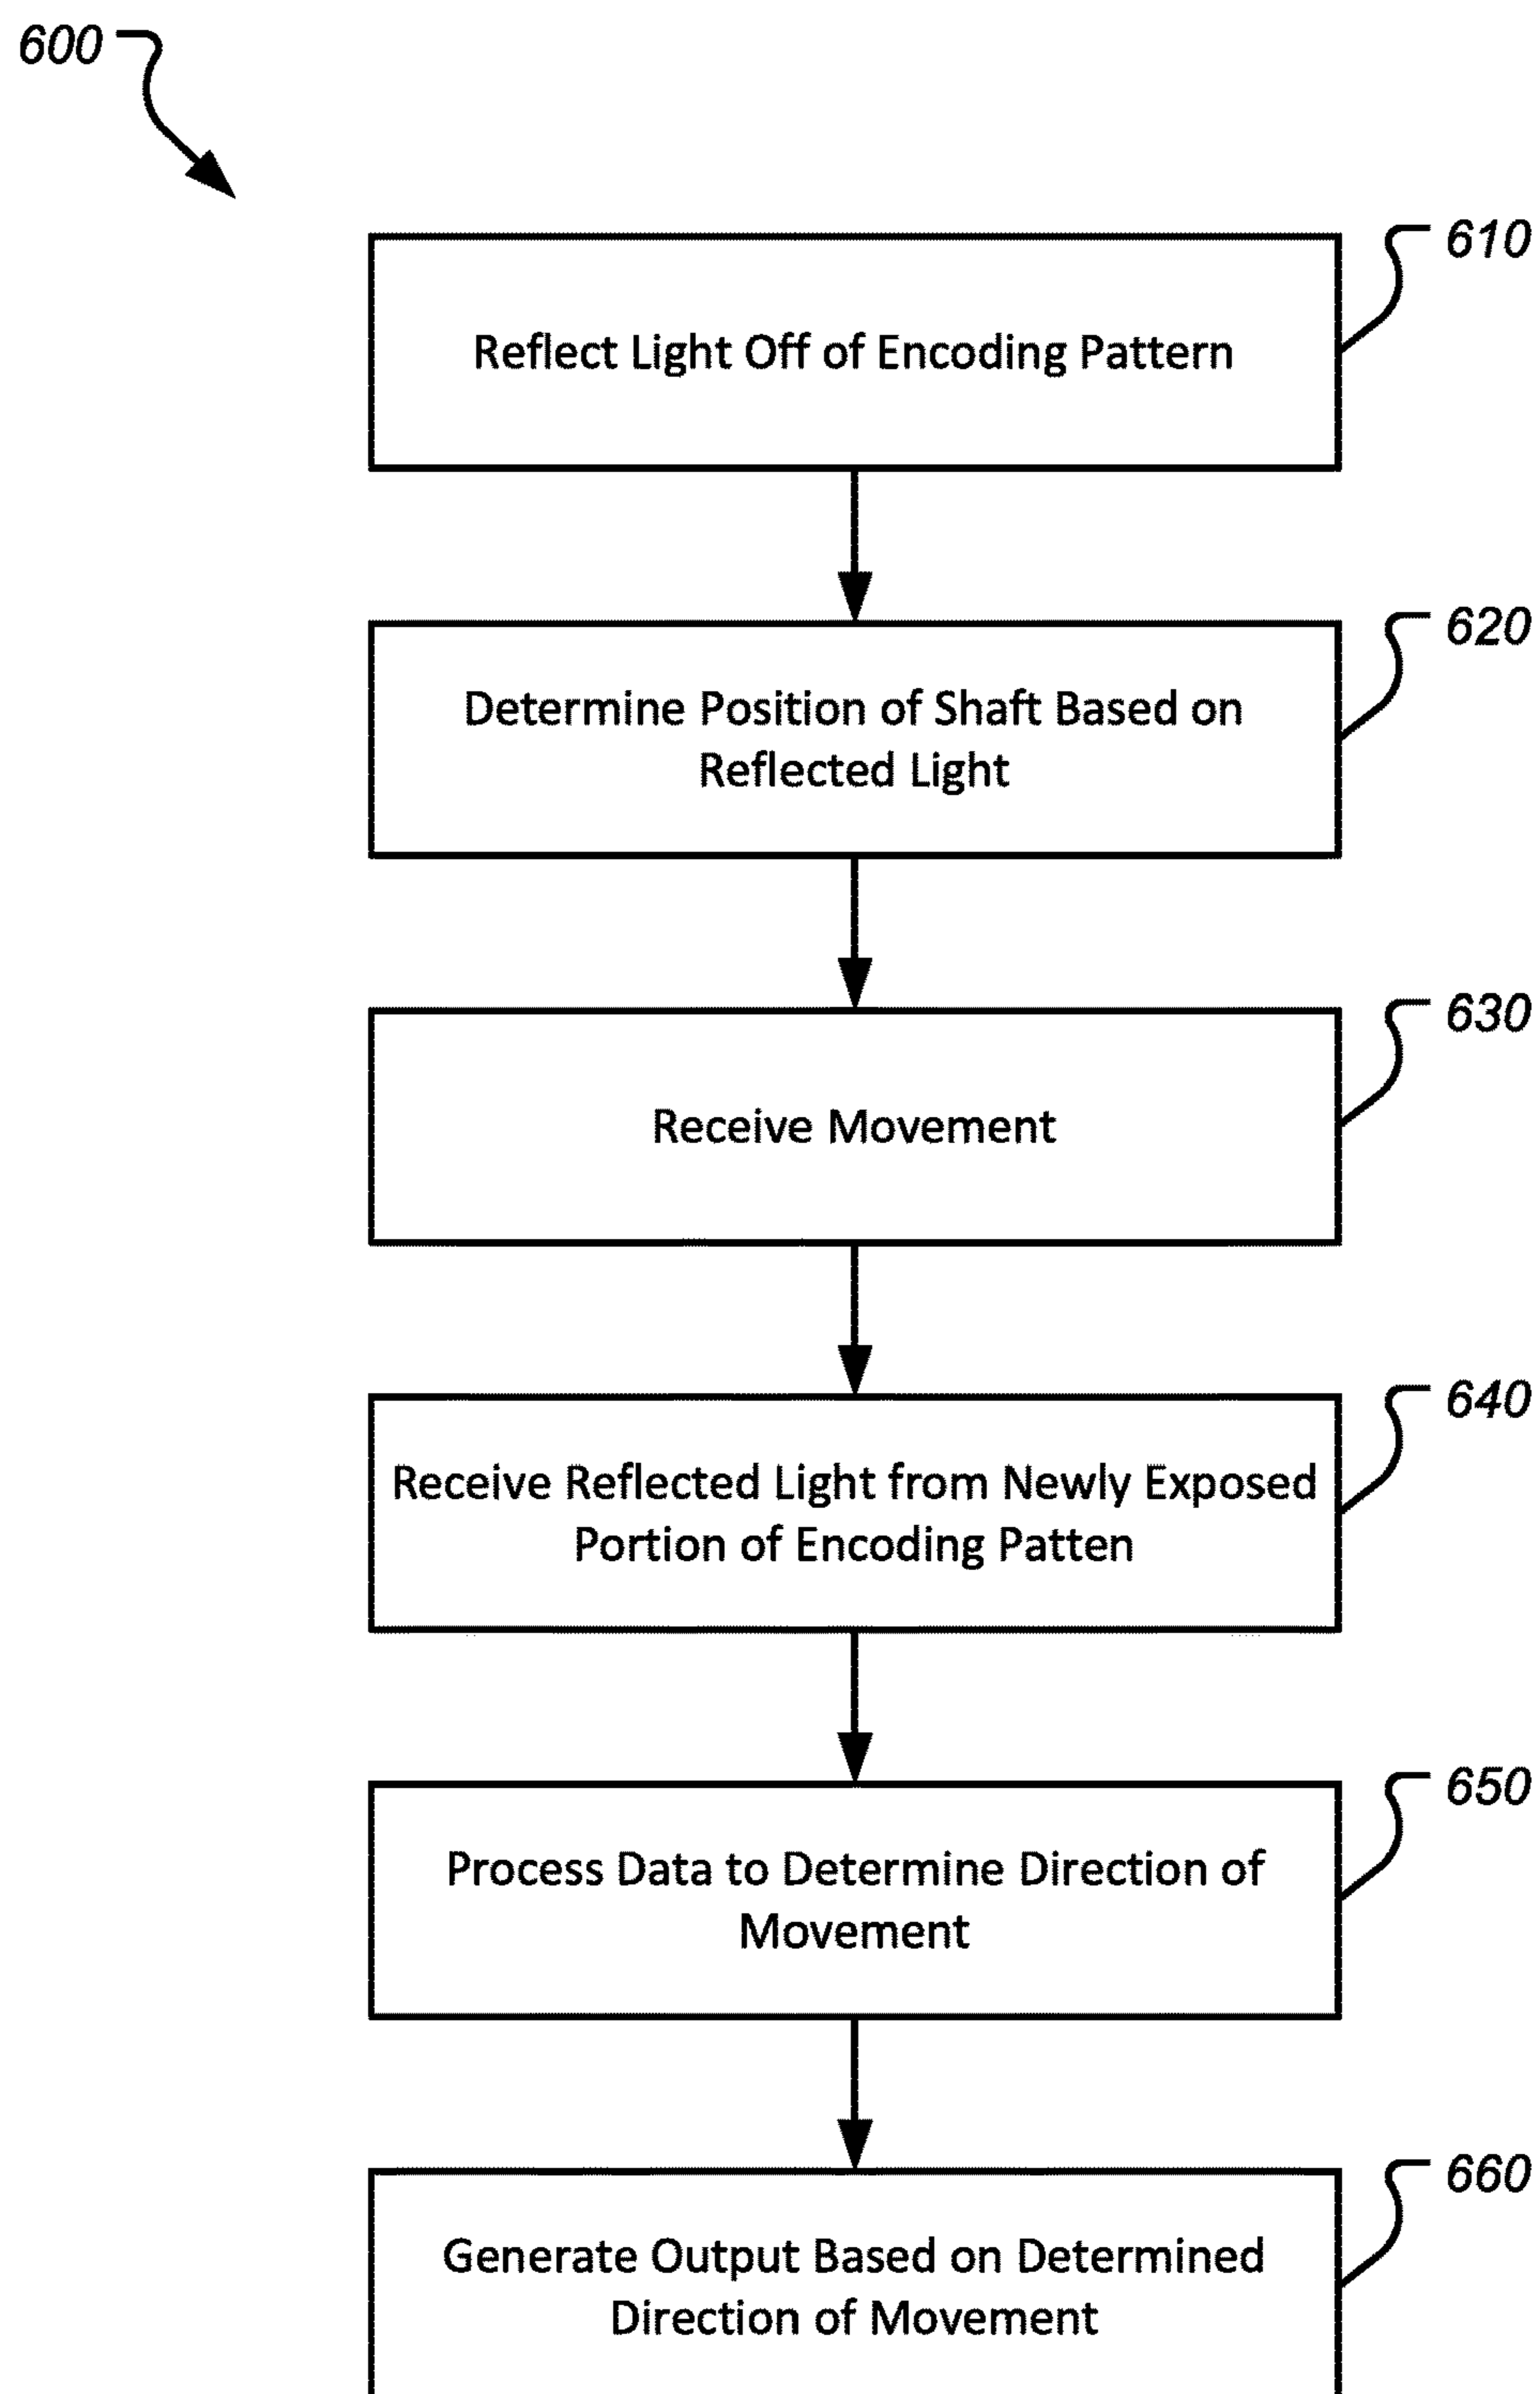 600
610
Reflect Light Off of Encoding Pattern
620
Determine Position of Shaft Based on
Reflected Light
630
Receive Movement
640
Receive Reflected Light from Newly Exposed
Portion of Encoding Patten
650
Process Data to Determine Direction of
Movement
660
Generate Output Based on Determined
Direction of Movement